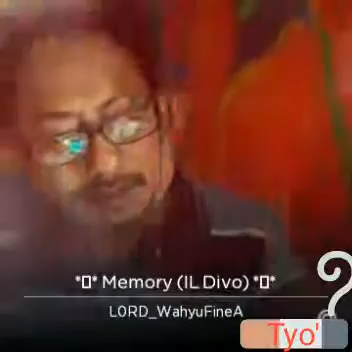 *▯* Memory (IL Divo) *▯*
L0RD_WahyuFineA
?
Tyo'